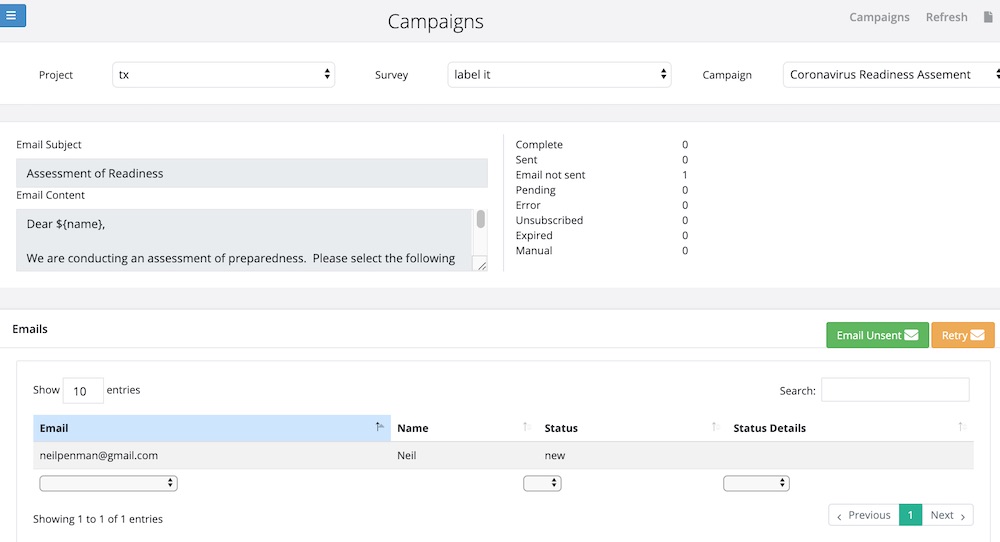 Campaigns
Campaigns Refresh
Project tx Survey label it Campaign Coronavirus Readiness Assement
Email Subject
Assessment of Readiness
Email Content
Dear ${name},
We are conducting an assessment of preparedness. Please select the following
Complete 0
Sent 0
Email not sent 1
Pending 0
Error 0
Unsubscribed 0
Expired 0
Manual 0
Emails
Email Unsent Retry
Show 10 entries Search:
Email Name Status Status Details
neilpenman@gmail.com Neil new
Showing 1 to 1 of 1 entries
‹ Previous 1 Next ›